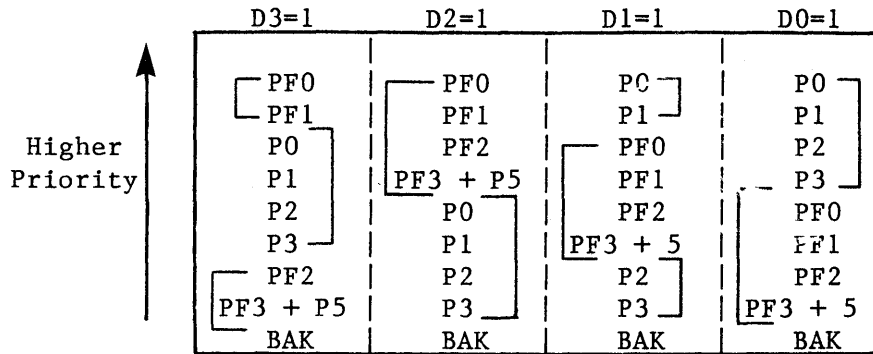 D3=1 D2=1 D1=1 D0=1
PF0 PF0 P0 P0
PF1 PF1 P1 P1
Higher P0 PF2 PF0 P2
Priority P1 PF3 + P5 PF1 P3
P2 P0 PF2 PF0
P3 P1 PF3 + 5 PF1
PF2 P2 P2 PF2
PF3 + P5 P3 P3 PF3 + 5
BAK BAK BAK BAK